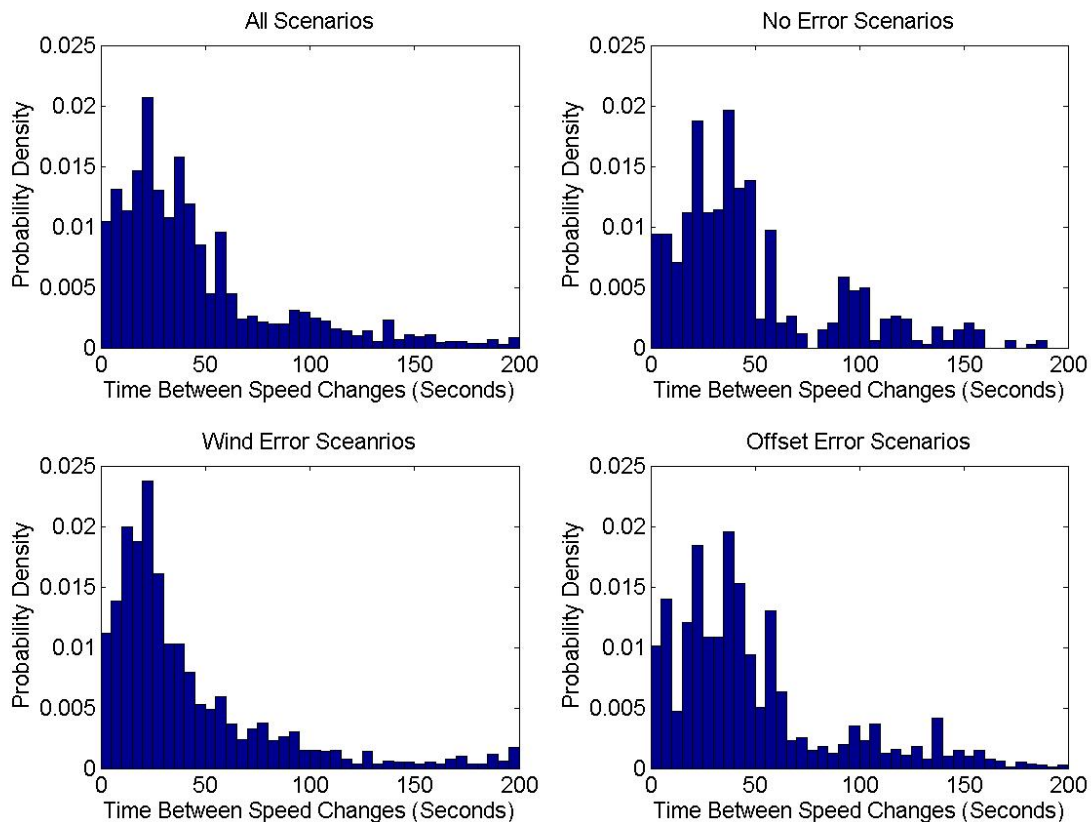 All Scenarios
0.025
0.02
0.015
0.01
0.005
0
Probability Density
0 50 100 150 200
Time Between Speed Changes (Seconds)
No Error Scenarios
0.025
0.02
0.015
0.01
0.005
0
Probability Density
0 50 100 150 200
Time Between Speed Changes (Seconds)
Wind Error Sceanrios
0.025
0.02
0.015
0.01
0.005
0
Probability Density
0 50 100 150 200
Time Between Speed Changes (Seconds)
Offset Error Scenarios
0.025
0.02
0.015
0.01
0.005
0
Probability Density
0 50 100 150 200
Time Between Speed Changes (Seconds)